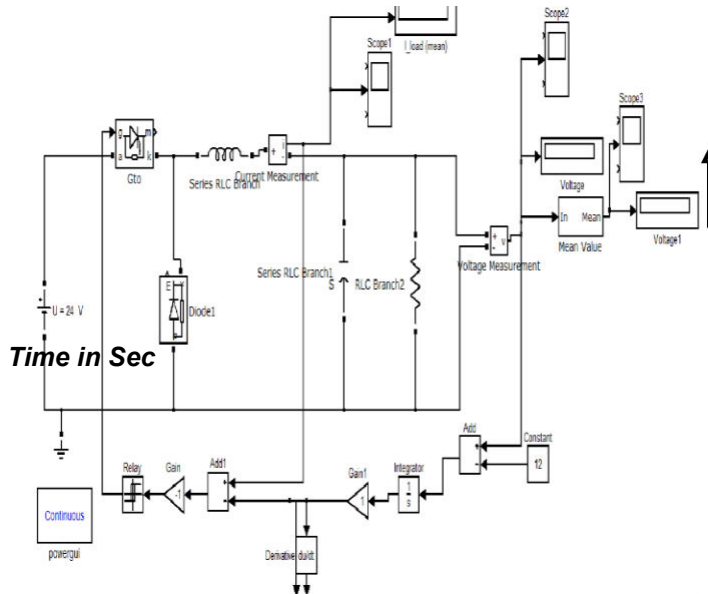 Scope2
I_load (mean)
Scope1
Scope3
g
m
a
k
Gto
i
+
-
Series RLC Branch
Current Measurement
Voltage
In
Mean
Mean Value
Voltage1
+
-
v
Voltage Measurement
Series RLC Branch1
S
RLC Branch2
U = 24 V
Diode1
Time in Sec
Add
Constant
12
Relay
Gain
-1
Add1
Gain1
1
Integrator
1
s
Continuous
powergui
Derivative
du/dt